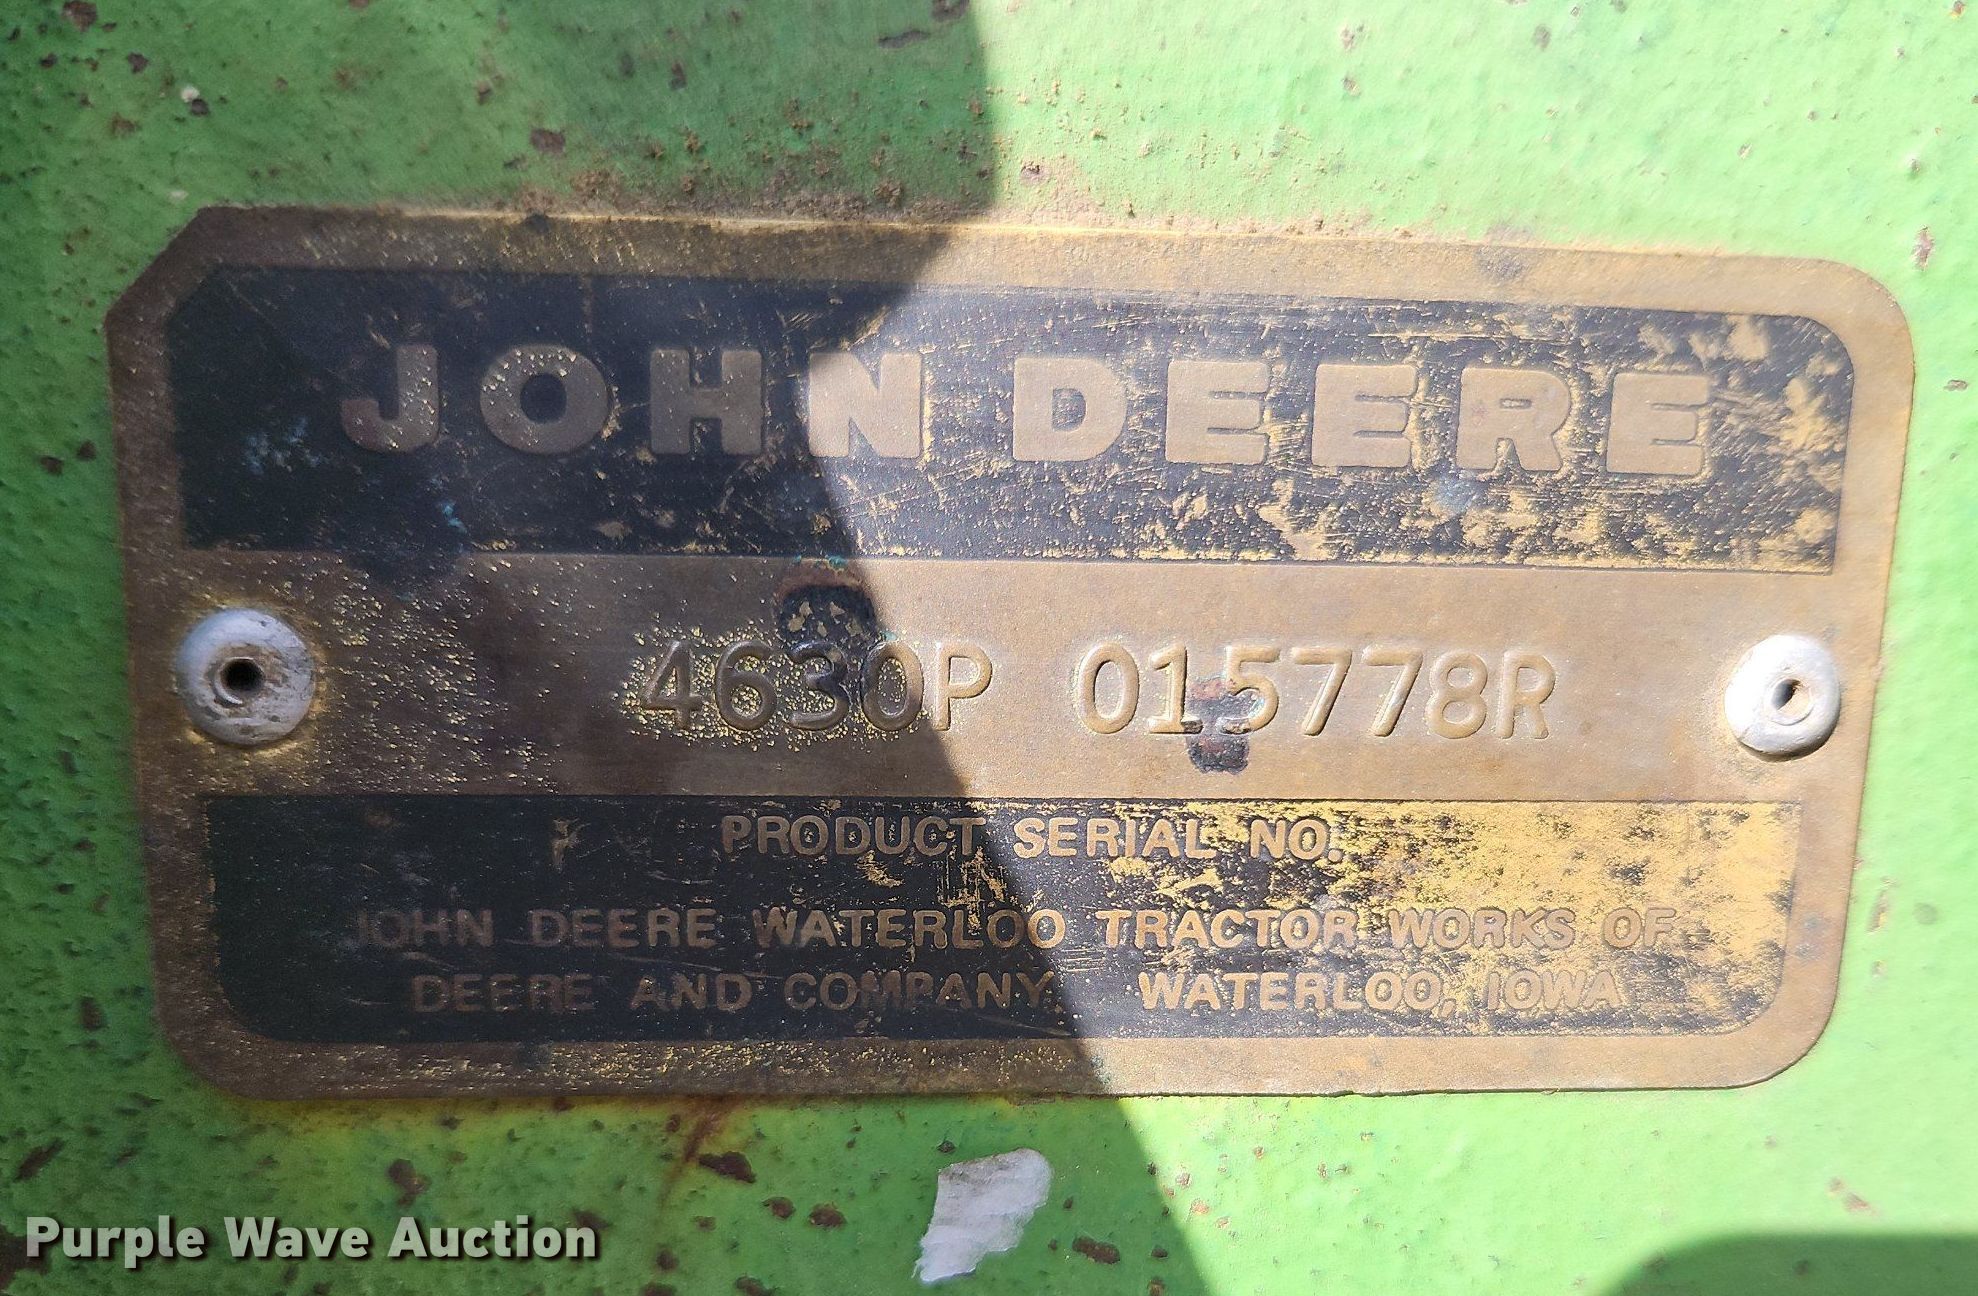 JOHN DEERE
4630P 015778R
PRODUCT SERIAL NO.
JOHN DEERE WATERLOO TRACTOR WORKS OF
DEERE AND COMPANY, WATERLOO, IOWA
Purple Wave Auction